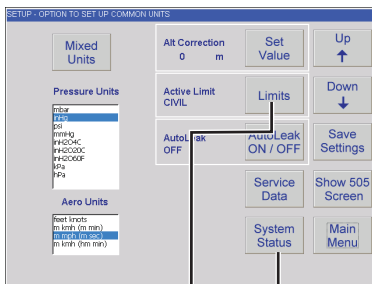 SETUP - OPTION TO SET UP COMMON UNITS
Mixed
Units
Pressure Units
mbar
inHg
psi
mmHg
inH2O4C
inH2O20C
inH2O60F
kPa
hPa
Aero Units
feet knots
m kmh (m min)
m mph (m sec)
m kmh (hm min)
Alt Correction
0 m
Set
Value
Active Limit
CIVIL
Limits
AutoLeak
OFF
AutoLeak
ON / OFF
Service
Data
System
Status
Up
Down
Save
Settings
Show 505
Screen
Main
Menu